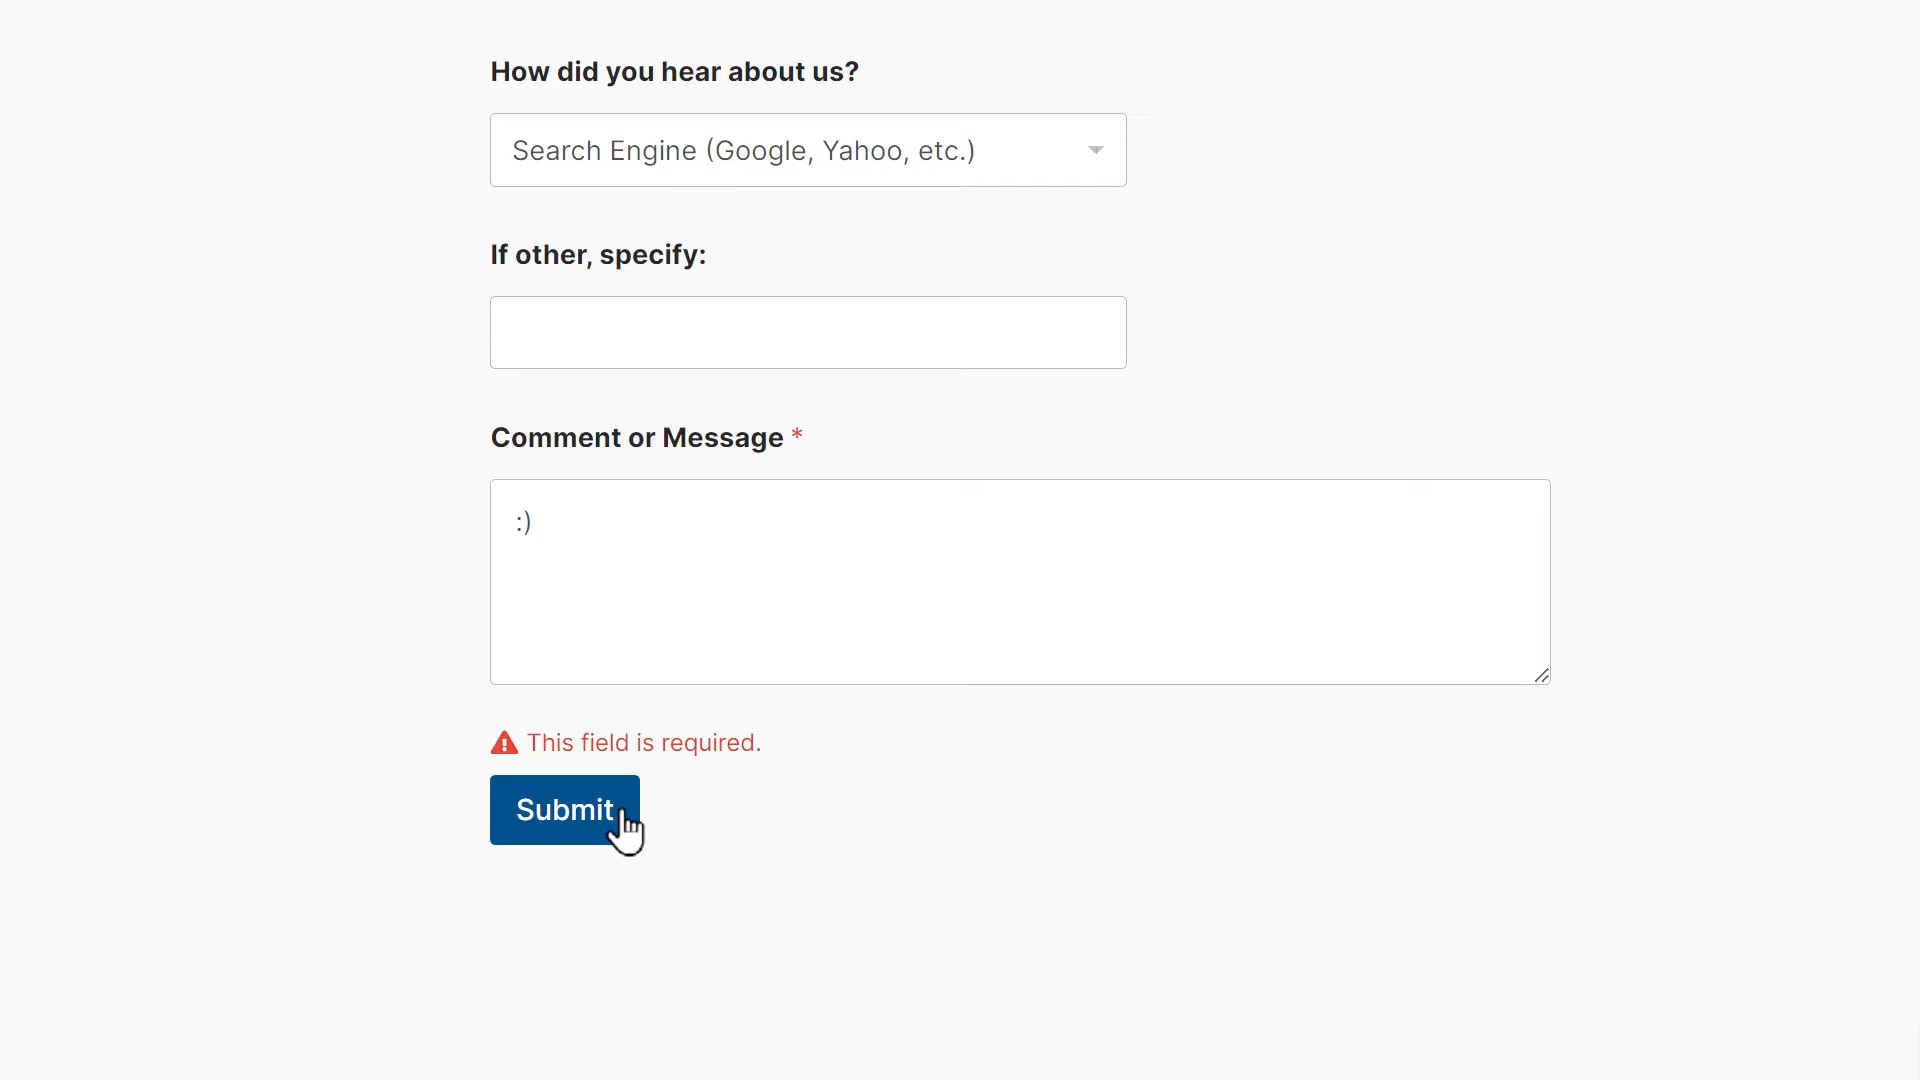 How did you hear about us?
Search Engine (Google, Yahoo, etc.)
If other, specify:
Comment or Message *
:)
This field is required.
Submit